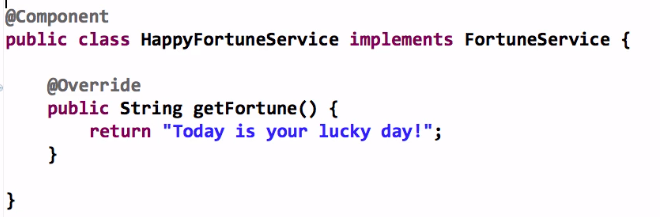 @Component
public class HappyFortuneService implements FortuneService {
@Override
public String getFortune() {
return "Today is your lucky day!";
}
}